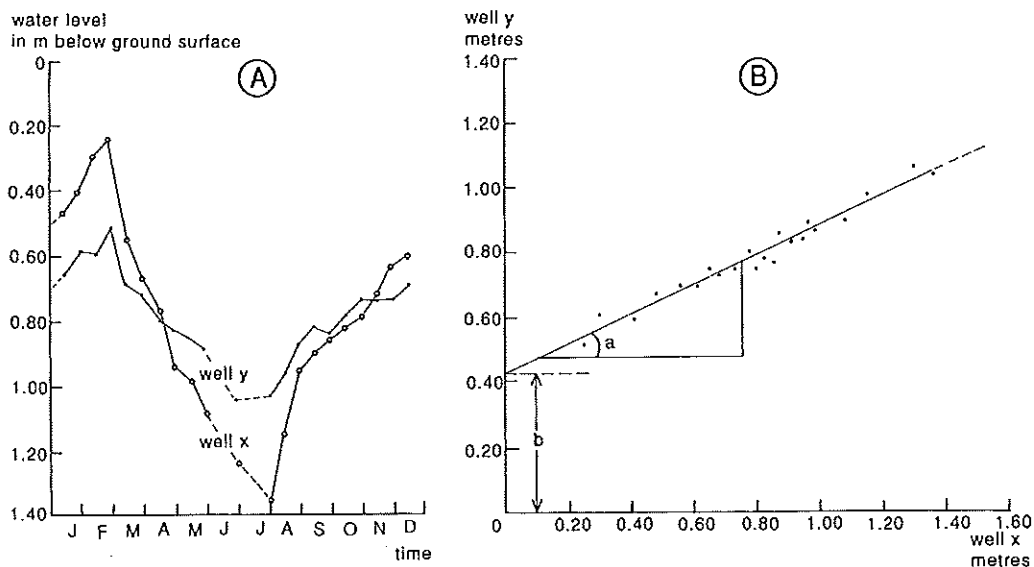 water level
in m below ground surface
A
0
0.20
0.40
0.60
0.80
1.00
1.20
1.40
well y
well x
J F M A M J J A S O N D
time
well y
metres
B
1.40
1.20
1.00
0.80
0.60
0.40
0.20
0
a
b
0 0.20 0.40 0.60 0.80 1.00 1.20 1.40 1.60
well x
metres